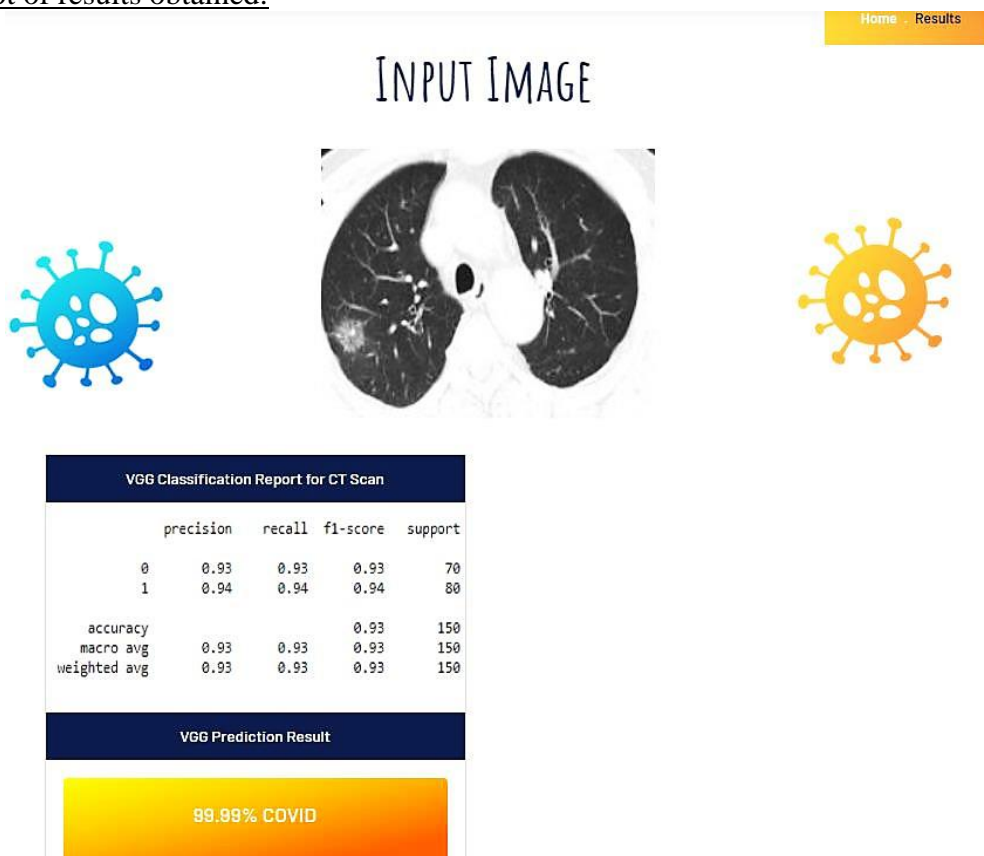 of results obtained:
Home . Results
INPUT IMAGE
VGG Classification Report for CT Scan
precision recall f1-score support
0 0.93 0.93 0.93 70
1 0.94 0.94 0.94 80
accuracy 0.93 150
macro avg 0.93 0.93 0.93 150
weighted avg 0.93 0.93 0.93 150
VGG Prediction Result
99.99% COVID